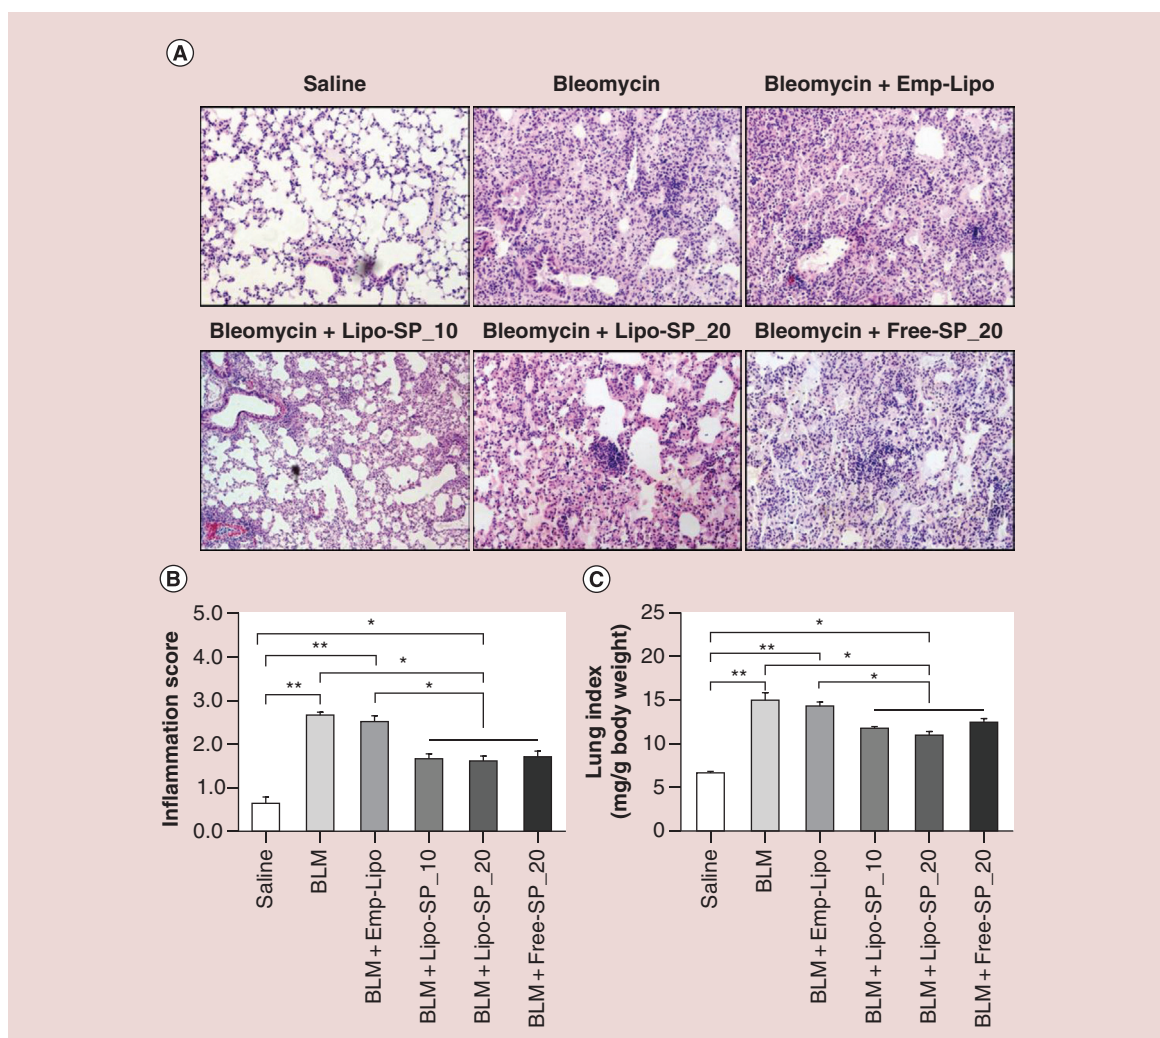 A
Saline
Bleomycin
Bleomycin + Emp-Lipo
Bleomycin + Lipo-SP_10
Bleomycin + Lipo-SP_20
Bleomycin + Free-SP_20
B
Inflammation score
5.0
4.0
3.0
2.0
1.0
0.0
*
**
*
**
*
Saline
BLM
BLM + Emp-Lipo
BLM + Lipo-SP_10
BLM + Lipo-SP_20
BLM + Free-SP_20
C
Lung index
(mg/g body weight)
25
20
15
10
5
0
*
**
*
**
*
Saline
BLM
BLM + Emp-Lipo
BLM + Lipo-SP_10
BLM + Lipo-SP_20
BLM + Free-SP_20